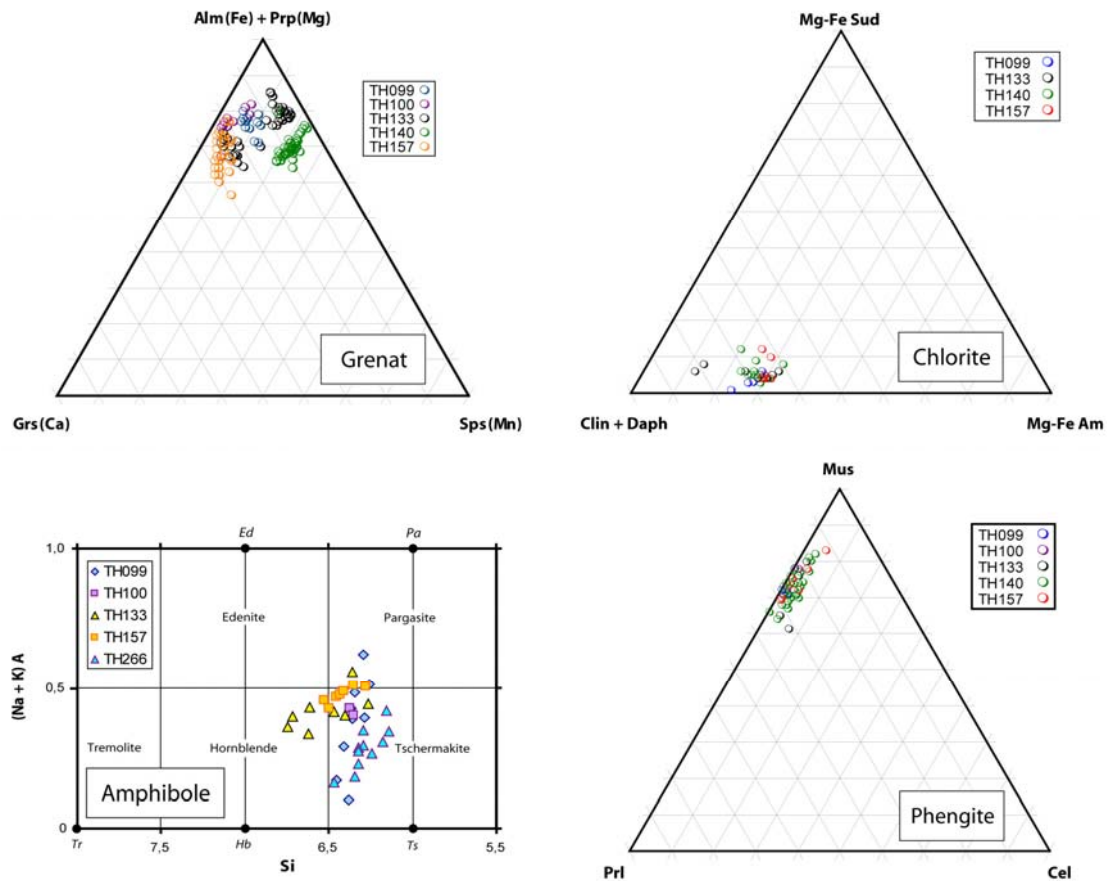 Alm(Fe) + Prp(Mg)
TH099
TH100
TH133
TH140
TH157
Grenat
Grs(Ca)
Sps(Mn)
Mg-Fe Sud
TH099
TH133
TH140
TH157
Chlorite
Clin + Daph
Mg-Fe Am
Ed
Pa
1,0
TH099
TH100
TH133
TH157
TH266
Edenite
Pargasite
(Na + K) A
0,5
Tremolite
Hornblende
Tschermakite
Amphibole
0
Tr
7,5
Hb
6,5
Ts
5,5
Si
Mus
TH099
TH100
TH133
TH140
TH157
Phengite
Prl
Cel